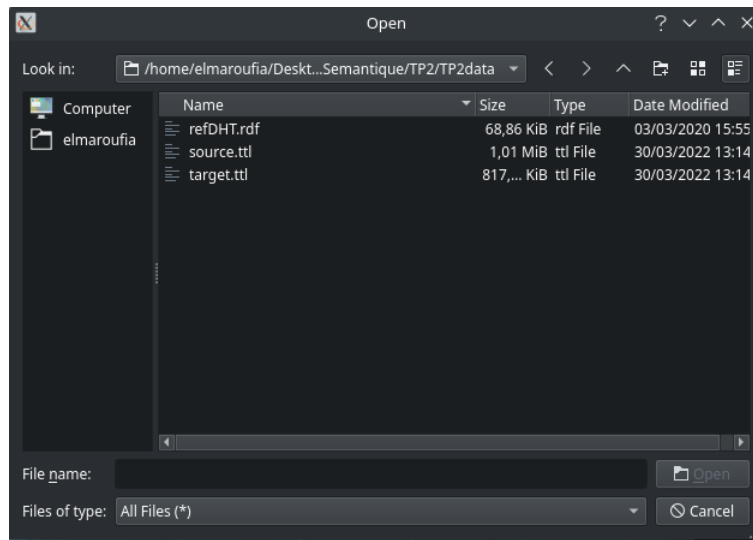 Open
Look in: /home/elmaroufia/Deskt...Semantique/TP2/TP2data
Computer
elmaroufia
Name Size Type Date Modified
refDHT.rdf 68,86 KiB rdf File 03/03/2020 15:55
source.ttl 1,01 MiB ttl File 30/03/2022 13:14
target.ttl 817,... KiB ttl File 30/03/2022 13:14
File name: Open
Files of type: All Files (*) Cancel